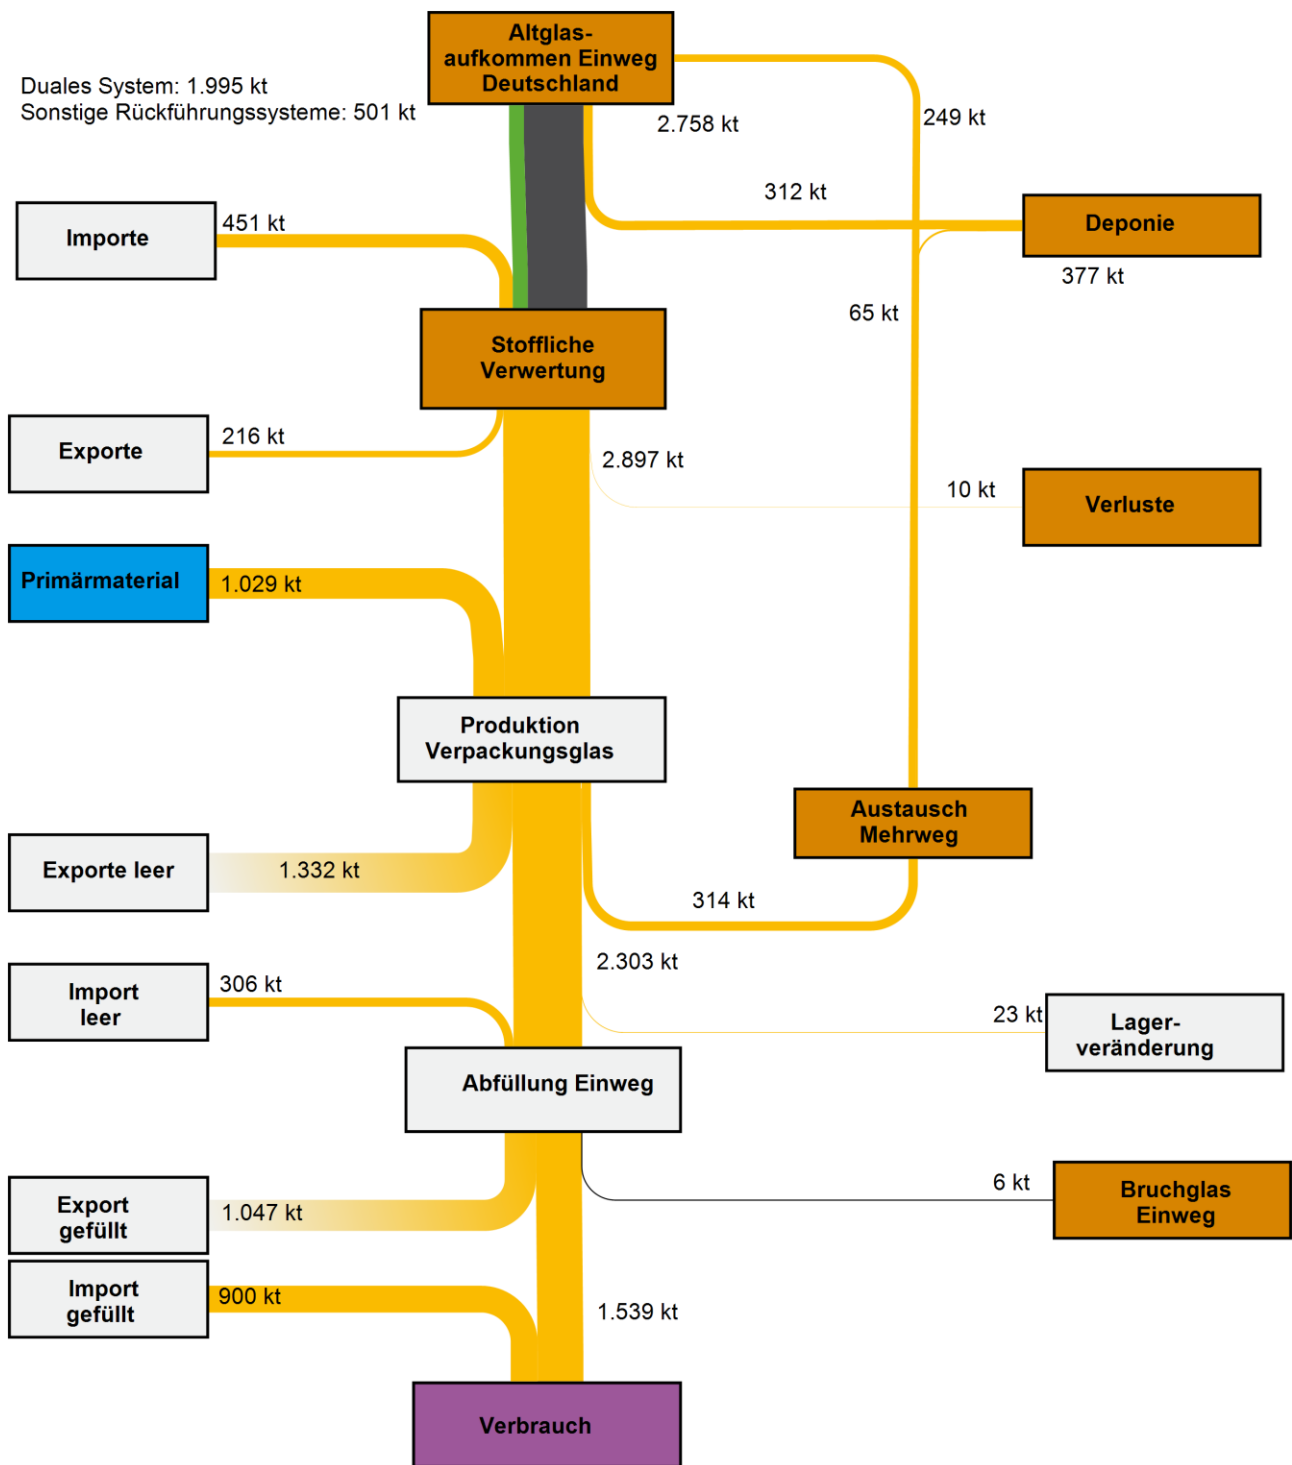 Altglas-
aufkommen Einweg
Deutschland
Duales System: 1.995 kt
Sonstige Rückführungssysteme: 501 kt
2.758 kt
249 kt
312 kt
Deponie
377 kt
Importe
451 kt
65 kt
Stoffliche
Verwertung
Exporte
216 kt
2.897 kt
10 kt
Verluste
Primärmaterial
1.029 kt
Produktion
Verpackungsglas
Austausch
Mehrweg
Exporte leer
1.332 kt
314 kt
2.303 kt
Import
leer
306 kt
23 kt
Lager-
veränderung
Abfüllung Einweg
Export
gefüllt
1.047 kt
6 kt
Bruchglas
Einweg
Import
gefüllt
900 kt
1.539 kt
Verbrauch